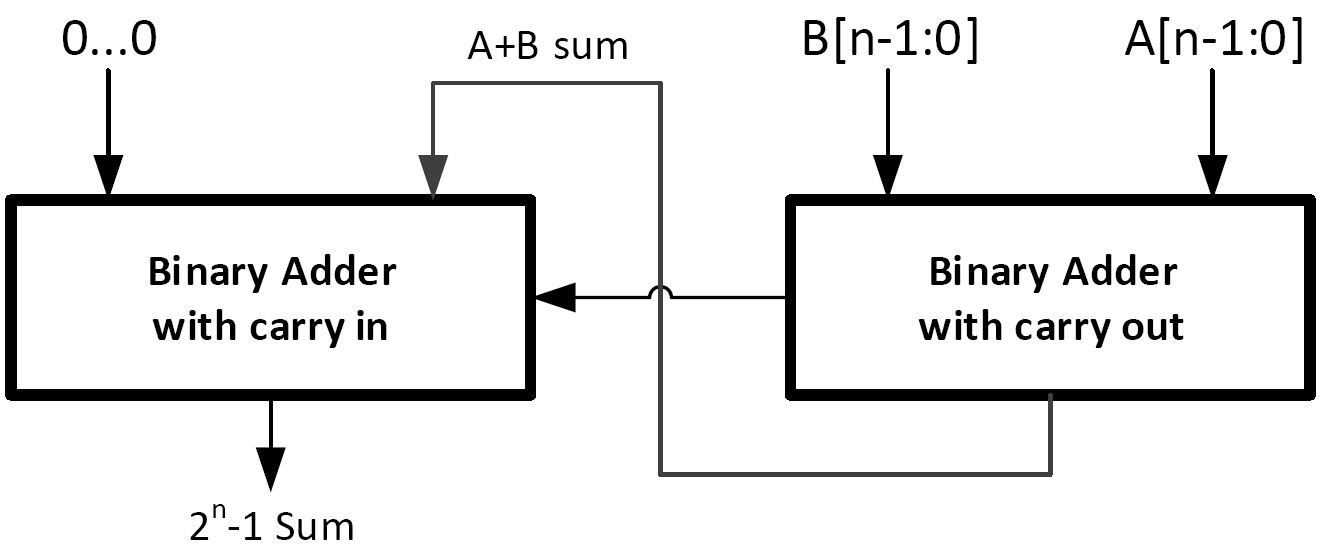 0...0
A+B sum
B[n-1:0]
A[n-1:0]
Binary Adder
with carry in
Binary Adder
with carry out
2ⁿ-1 Sum